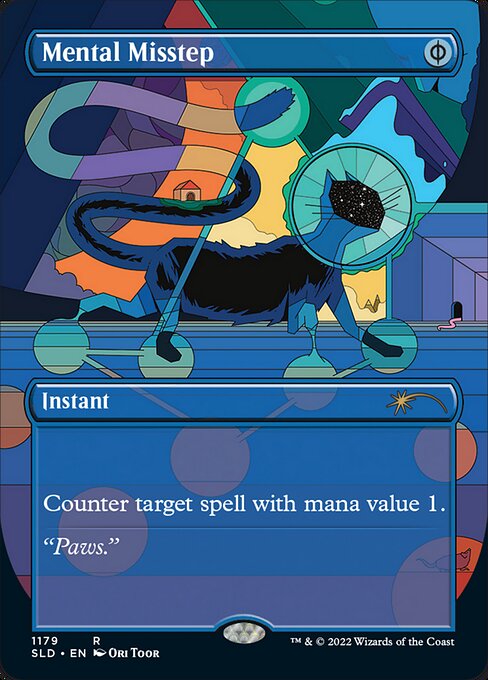 Mental Misstep
Instant
Counter target spell with mana value 1.
“Paws.”
1179 R
SLD • EN Ori Toor
™ & © 2022 Wizards of the Coast